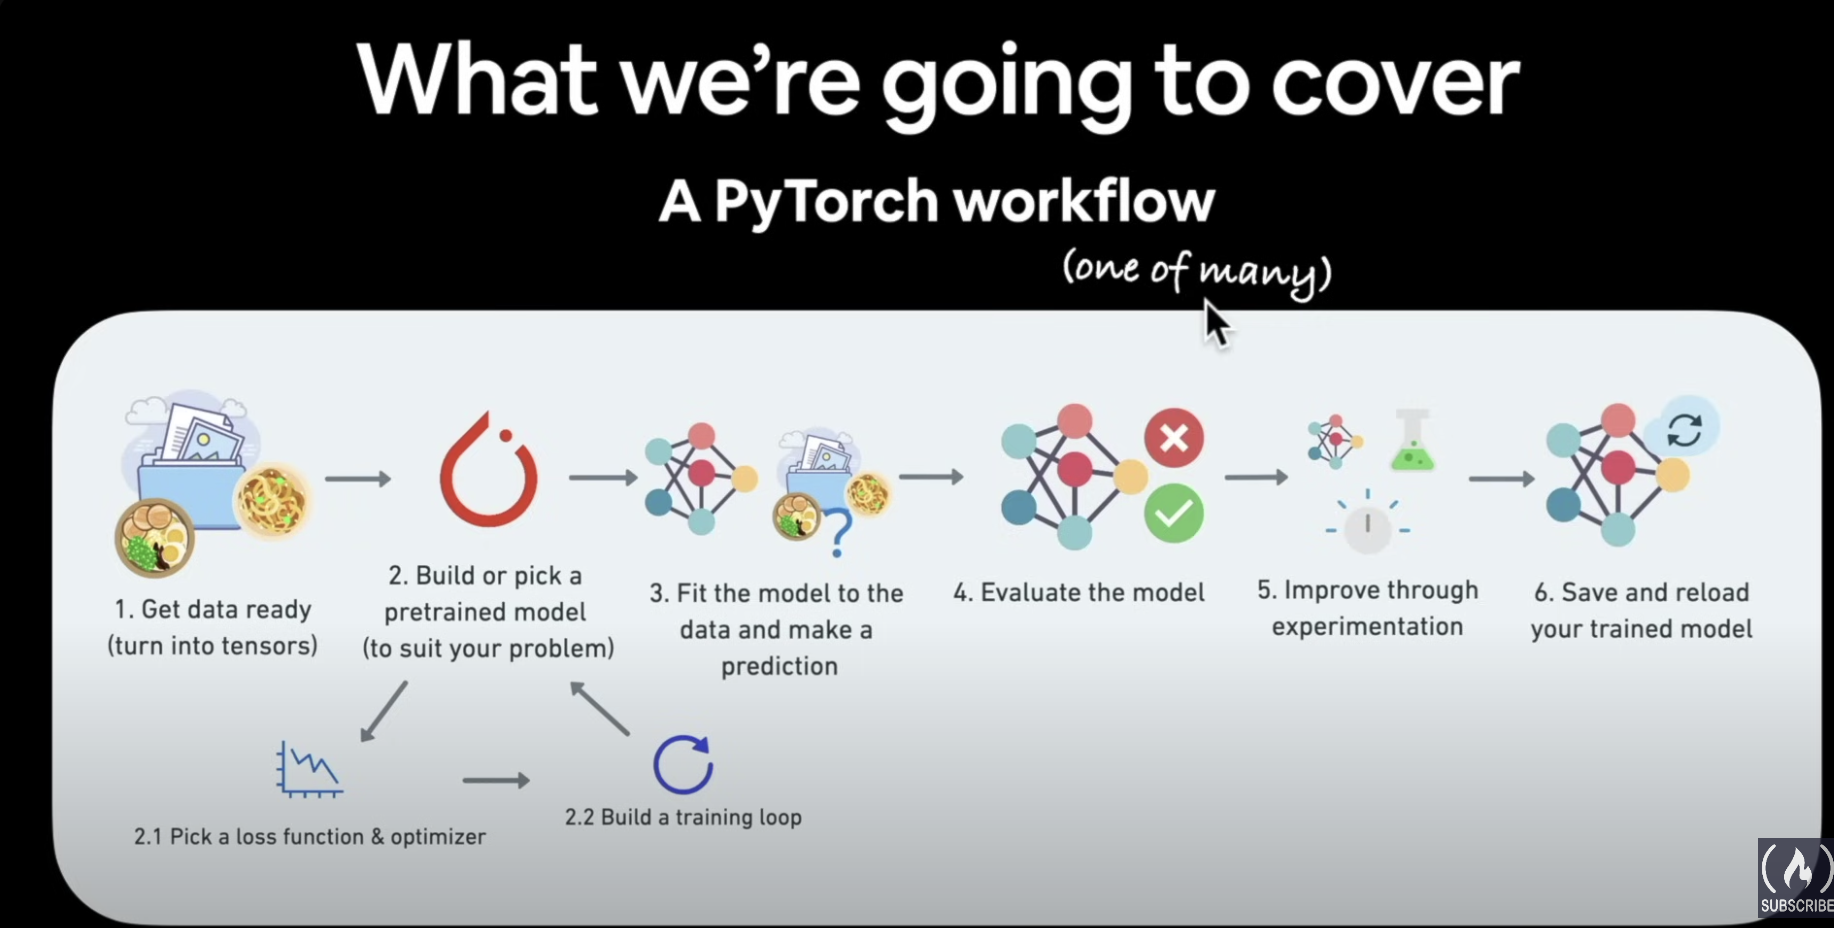 What we're going to cover
A PyTorch workflow
(one of many)
1. Get data ready
(turn into tensors)
2. Build or pick a
pretrained model
(to suit your problem)
3. Fit the model to the
data and make a
prediction
4. Evaluate the model
5. Improve through
experimentation
6. Save and reload
your trained model
2.1 Pick a loss function & optimizer
2.2 Build a training loop
SUBSCRIBE